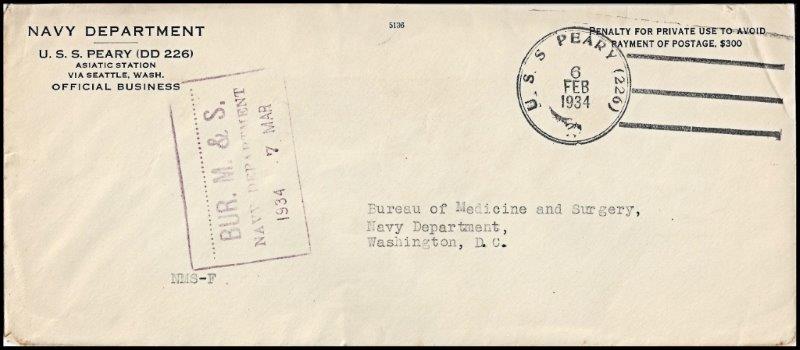 NAVY DEPARTMENT
U. S. S. PEARY (DD 226)
ASIATIC STATION
VIA SEATTLE, WASH.
OFFICIAL BUSINESS
5136
PENALTY FOR PRIVATE USE TO AVOID
PAYMENT OF POSTAGE, $300
U. S. S. PEARY (226)
6
FEB
1934
BUR. M. & S.
NAVY DEPARTMENT
1934 7 MAR
Bureau of Medicine and Surgery,
Navy Department,
Washington, D.C.
NMS-F